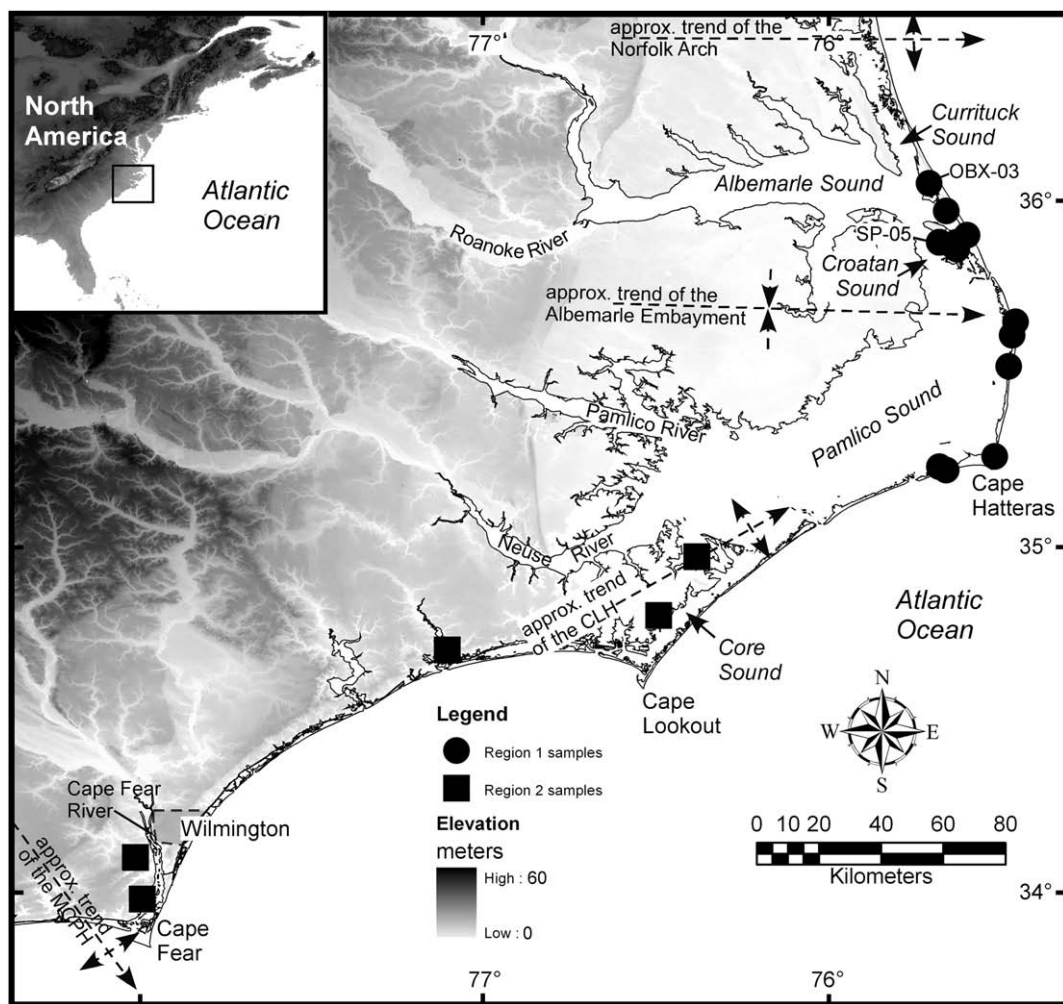 North
America
Atlantic
Ocean
77°
76°
approx. trend of the
Norfolk Arch
Currituck
Sound
OBX-03
Albemarle Sound
36°
Roanoke River
SP-05
Croatan
Sound
approx. trend of the
Albemarle Embayment
Pamlico River
Pamlico Sound
Cape
Hatteras
Neuse River
35°
approx. trend
of the CLH
Core
Sound
Atlantic
Ocean
Cape
Lookout
N
W E
S
Legend
Region 1 samples
Region 2 samples
Cape Fear
River
Wilmington
Elevation
meters
High : 60
Low : 0
0 10 20 40 60 80
Kilometers
approx. trend
of the MCPH
34°
Cape
Fear
77°
76°